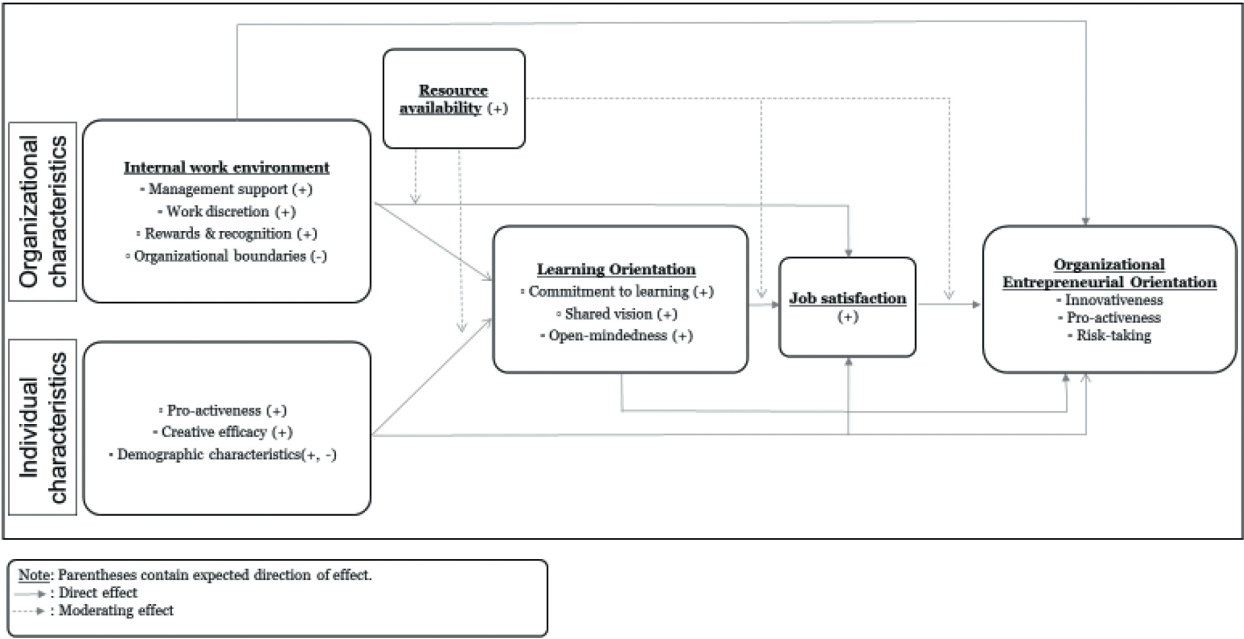 Organizational
characteristics
Internal work environment
▫ Management support (+)
▫ Work discretion (+)
▫ Rewards & recognition (+)
▫ Organizational boundaries (-)
Resource
availability (+)
Individual
characteristics
▫ Pro-activeness (+)
▫ Creative efficacy (+)
▫ Demographic characteristics(+, -)
Learning Orientation
▫ Commitment to learning (+)
▫ Shared vision (+)
▫ Open-mindedness (+)
Job satisfaction
(+)
Organizational
Entrepreneurial Orientation
▫ Innovativeness
▫ Pro-activeness
▫ Risk-taking
Note: Parentheses contain expected direction of effect.
: Direct effect
: Moderating effect